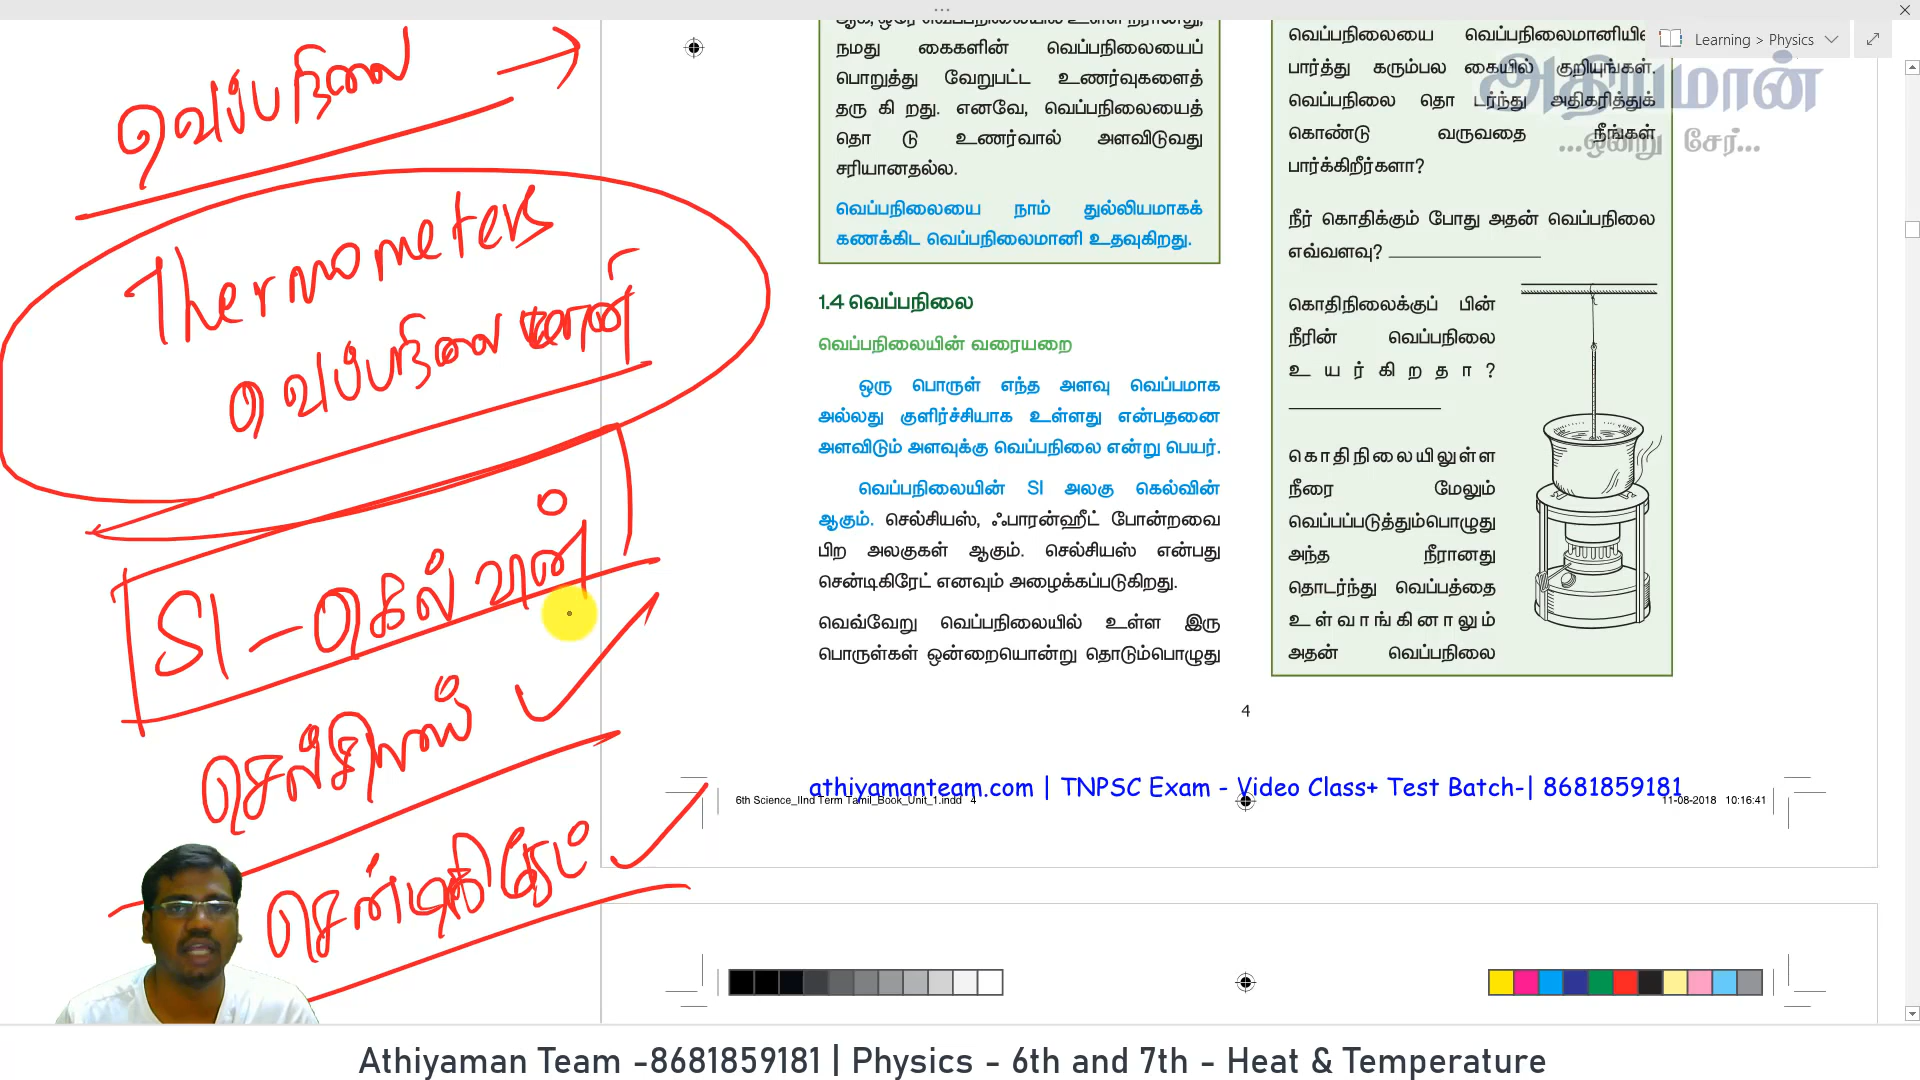 Learning > Physics
அதியமான்
...ஒன்று சேர்...
வெப்பநிலை
Thermometers
வெப்பநிலைமானி
SI - கெல்வின்
செல்சியஸ்
சென்டிகிரேட்
நமது கைகளின் வெப்பநிலையைப்
பொறுத்து வேறுபட்ட உணர்வுகளைத்
தரு கி றது. எனவே, வெப்பநிலையைத்
தொ டு உணர்வால் அளவிடுவது
சரியானதல்ல.
வெப்பநிலையை நாம் துல்லியமாகக்
கணக்கிட வெப்பநிலைமானி உதவுகிறது.
1.4 வெப்பநிலை
வெப்பநிலையின் வரையறை
ஒரு பொருள் எந்த அளவு வெப்பமாக
அல்லது குளிர்ச்சியாக உள்ளது என்பதனை
அளவிடும் அளவுக்கு வெப்பநிலை என்று பெயர்.
வெப்பநிலையின் SI அலகு கெல்வின்
ஆகும். செல்சியஸ், ஃபாரன்ஹீட் போன்றவை
பிற அலகுகள் ஆகும். செல்சியஸ் என்பது
சென்டிகிரேட் எனவும் அழைக்கப்படுகிறது.
வெவ்வேறு வெப்பநிலையில் உள்ள இரு
பொருள்கள் ஒன்றையொன்று தொடும்பொழுது
வெப்பநிலையை
பார்த்து கரும்பல கையில் குறியுங்கள்.
வெப்பநிலை தொ டர்ந்து அதிகரித்துக்
கொண்டு வருவதை நீங்கள்
பார்க்கிறீர்களா?
நீர் கொதிக்கும் போது அதன் வெப்பநிலை
எவ்வளவு?
கொதிநிலைக்குப் பின்
நீரின் வெப்பநிலை
உ ய ர் கி ற தா ?
கொதிநிலையிலுள்ள
நீரை மேலும்
வெப்பப்படுத்தும்பொழுது
அந்த நீரானது
தொடர்ந்து வெப்பத்தை
உள்வாங்கினாலும்
அதன் வெப்பநிலை
4
athiyamanteam.com | TNPSC Exam - Video Class+ Test Batch-| 8681859181
6th Science_IInd Term Tamil_Book_Unit_1.indd 4
11-08-2018 10:16:41
Athiyaman Team -8681859181 | Physics - 6th and 7th - Heat & Temperature